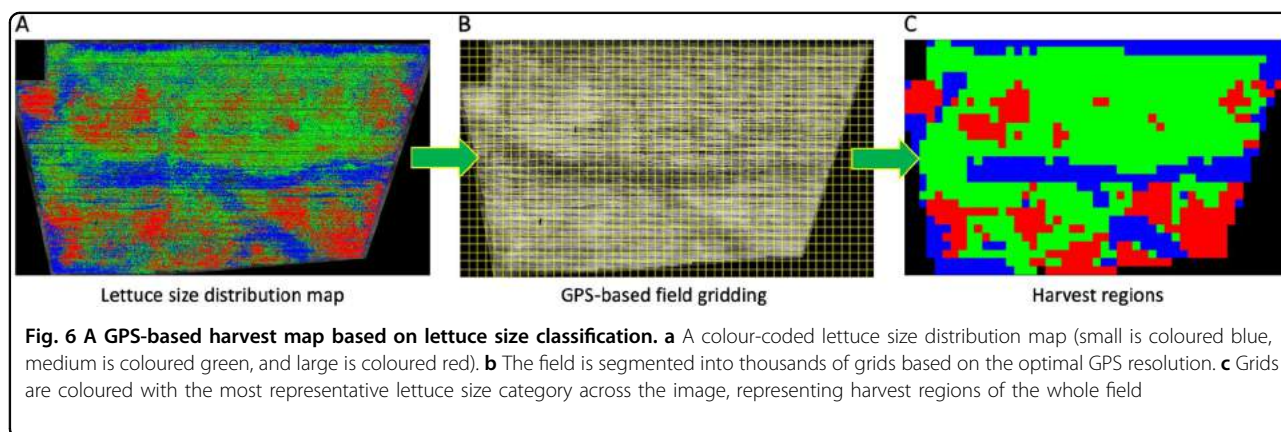 A
B
C
Lettuce size distribution map
GPS-based field gridding
Harvest regions
Fig. 6 A GPS-based harvest map based on lettuce size classification. a A colour-coded lettuce size distribution map (small is coloured blue,
medium is coloured green, and large is coloured red). b The field is segmented into thousands of grids based on the optimal GPS resolution. c Grids
are coloured with the most representative lettuce size category across the image, representing harvest regions of the whole field